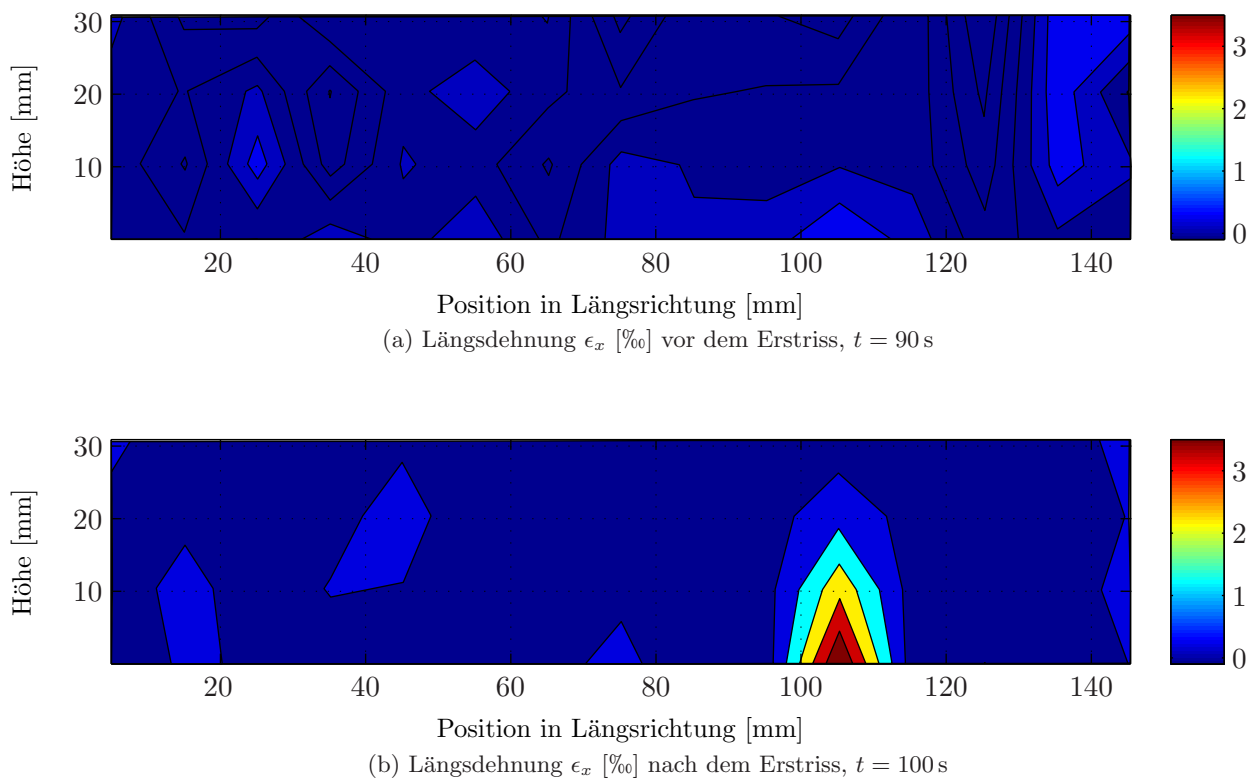 30
20
10
Höhe [mm]
20 40 60 80 100 120 140
Position in Längsrichtung [mm]
3
2
1
0
(a) Längsdehnung ϵx [‰] vor dem Erstriss, t = 90 s
30
20
10
Höhe [mm]
20 40 60 80 100 120 140
Position in Längsrichtung [mm]
3
2
1
0
(b) Längsdehnung ϵx [‰] nach dem Erstriss, t = 100 s